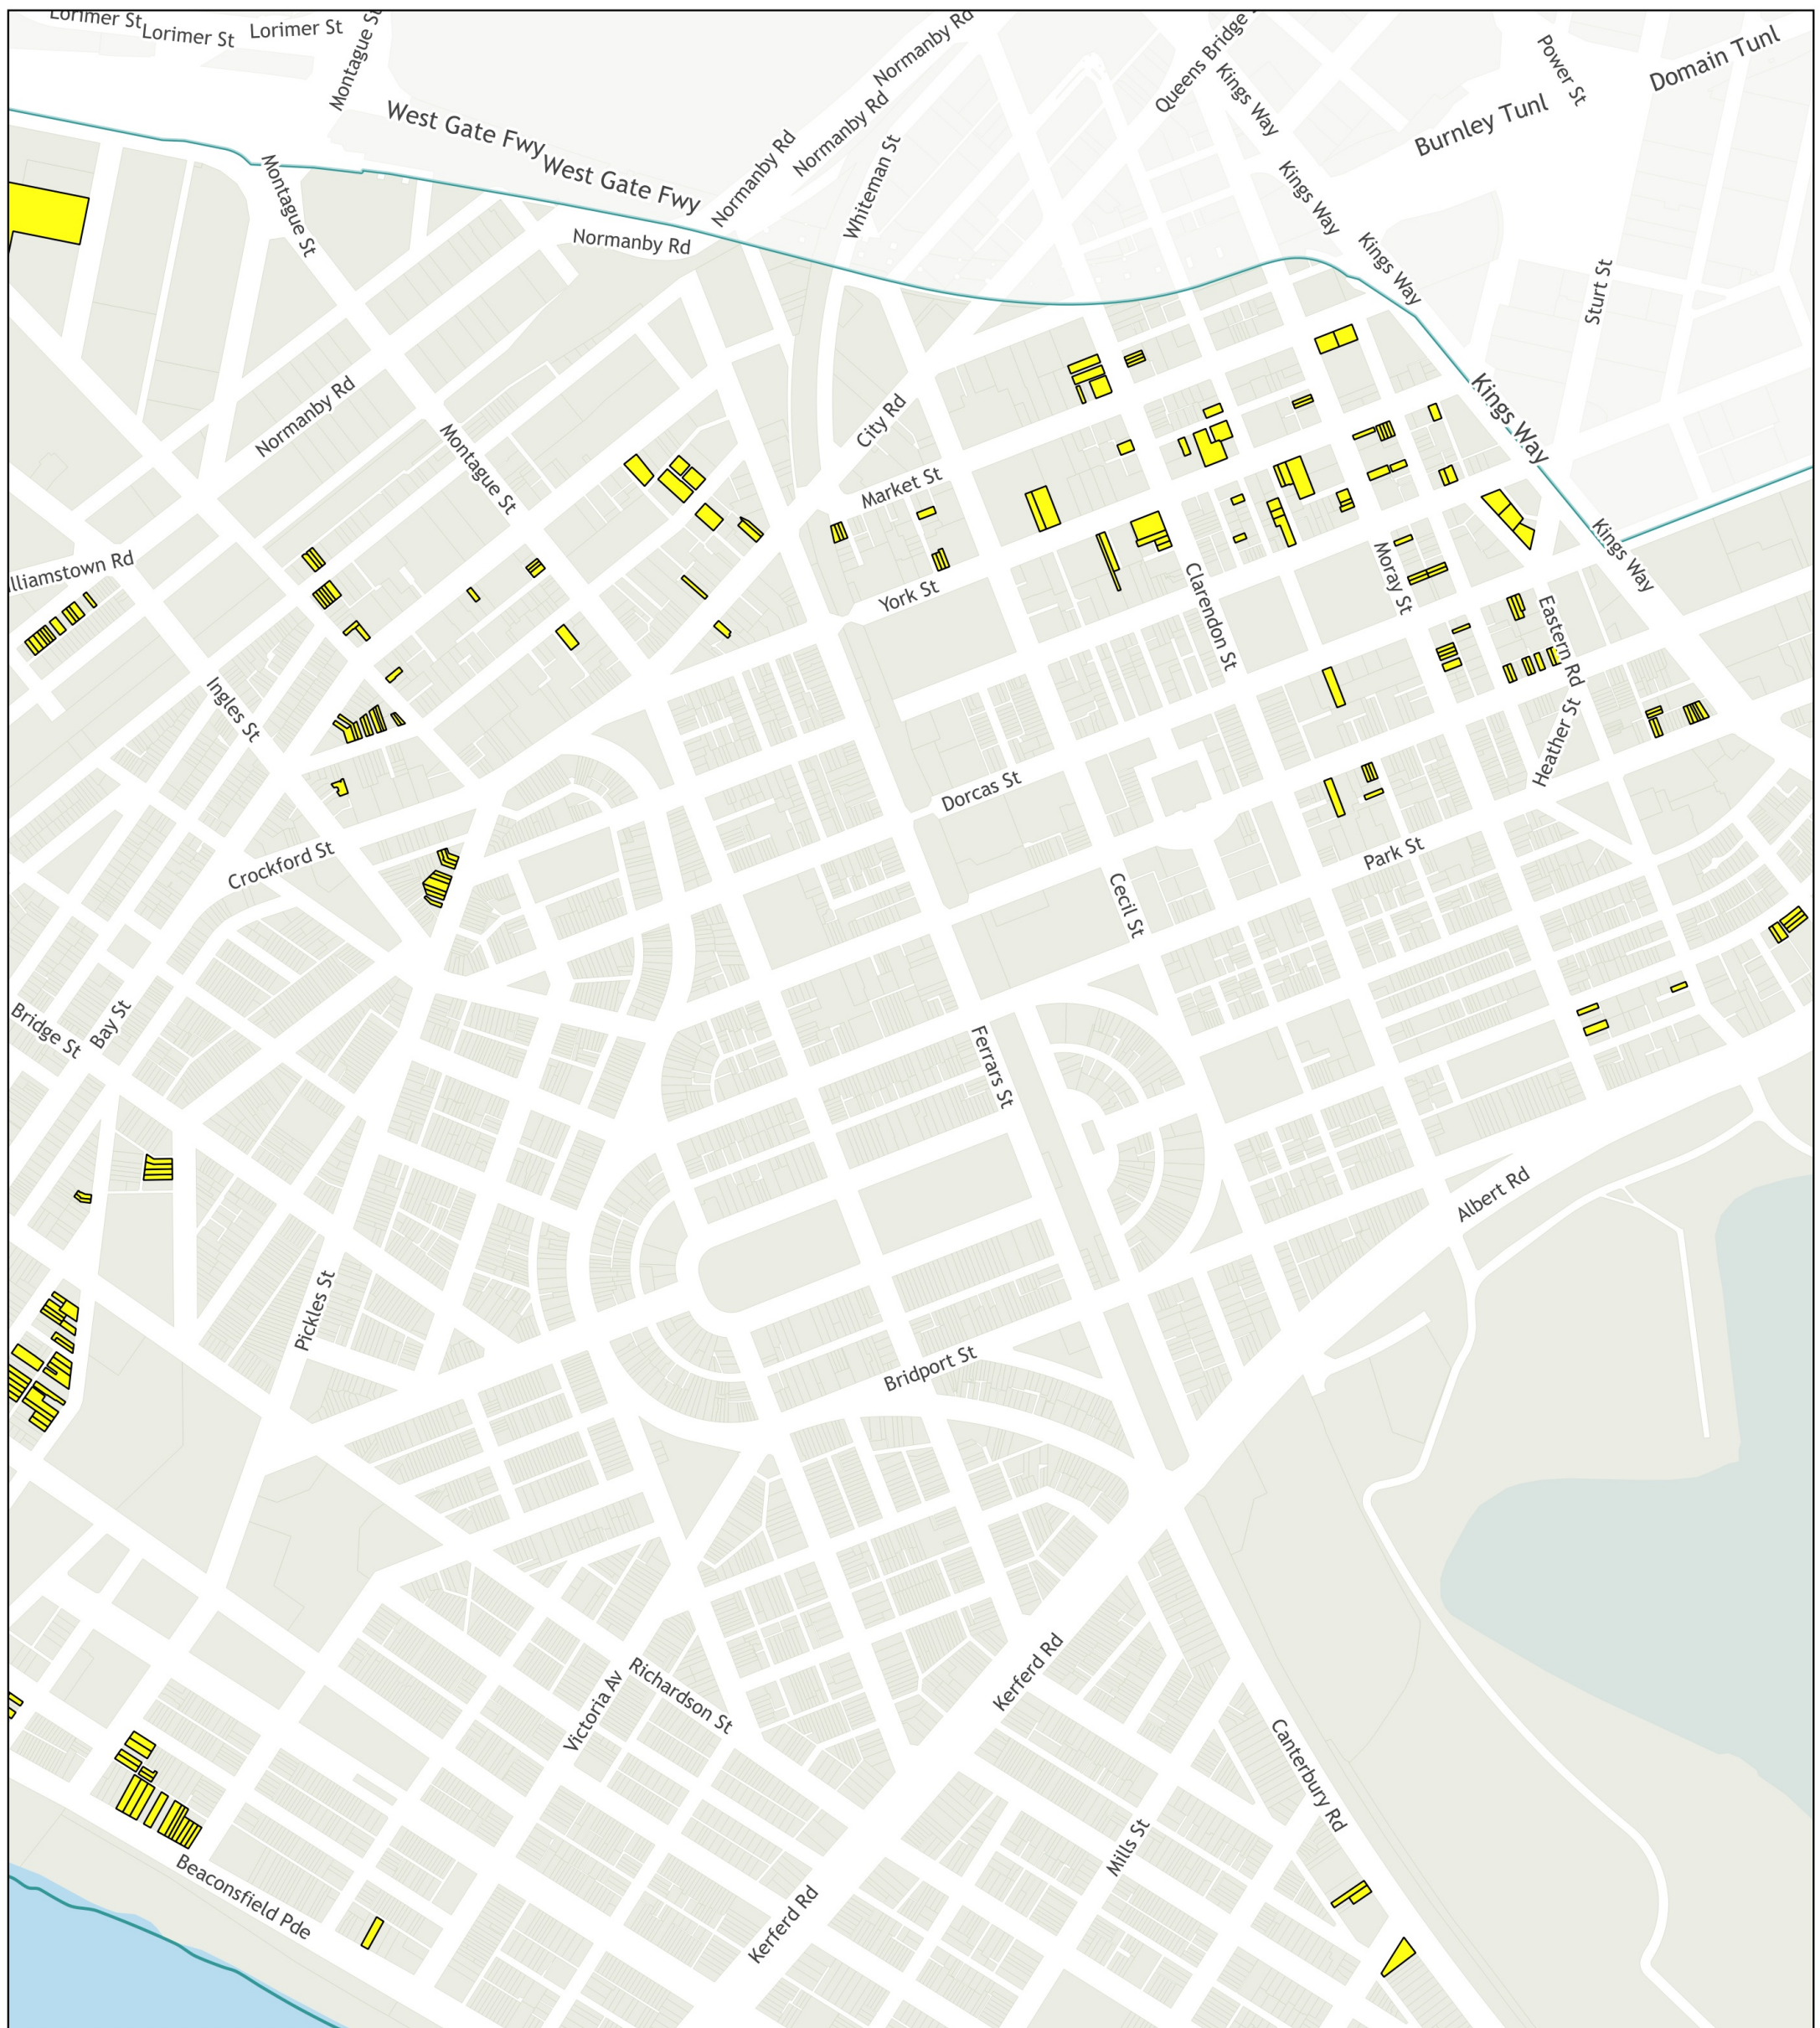 Lorimer St
Lorimer St
Lorimer St
Montague St
Normanby Rd
Queens Bridge
Kings Way
Power St
Domain Tunl
West Gate Fwy
West Gate Fwy
Normanby Rd
Normanby Rd
Whiteman St
Burnley Tunl
Kings Way
Montague St
Normanby Rd
Kings Way
Sturt St
Normanby Rd
Montague St
City Rd
Kings Way
Market St
lliamstown Rd
York St
Clarendon St
Moray St
Kings Way
Eastern Rd
Ingles St
Heather St
Dorcas St
Crockford St
Park St
Cecil St
Bridge St
Bay St
Ferrars St
Albert Rd
Pickles St
Bridport St
Richardson St
Victoria Av
Kerferd Rd
Canterbury Rd
Mills St
Beaconsfield Pde
Kerferd Rd